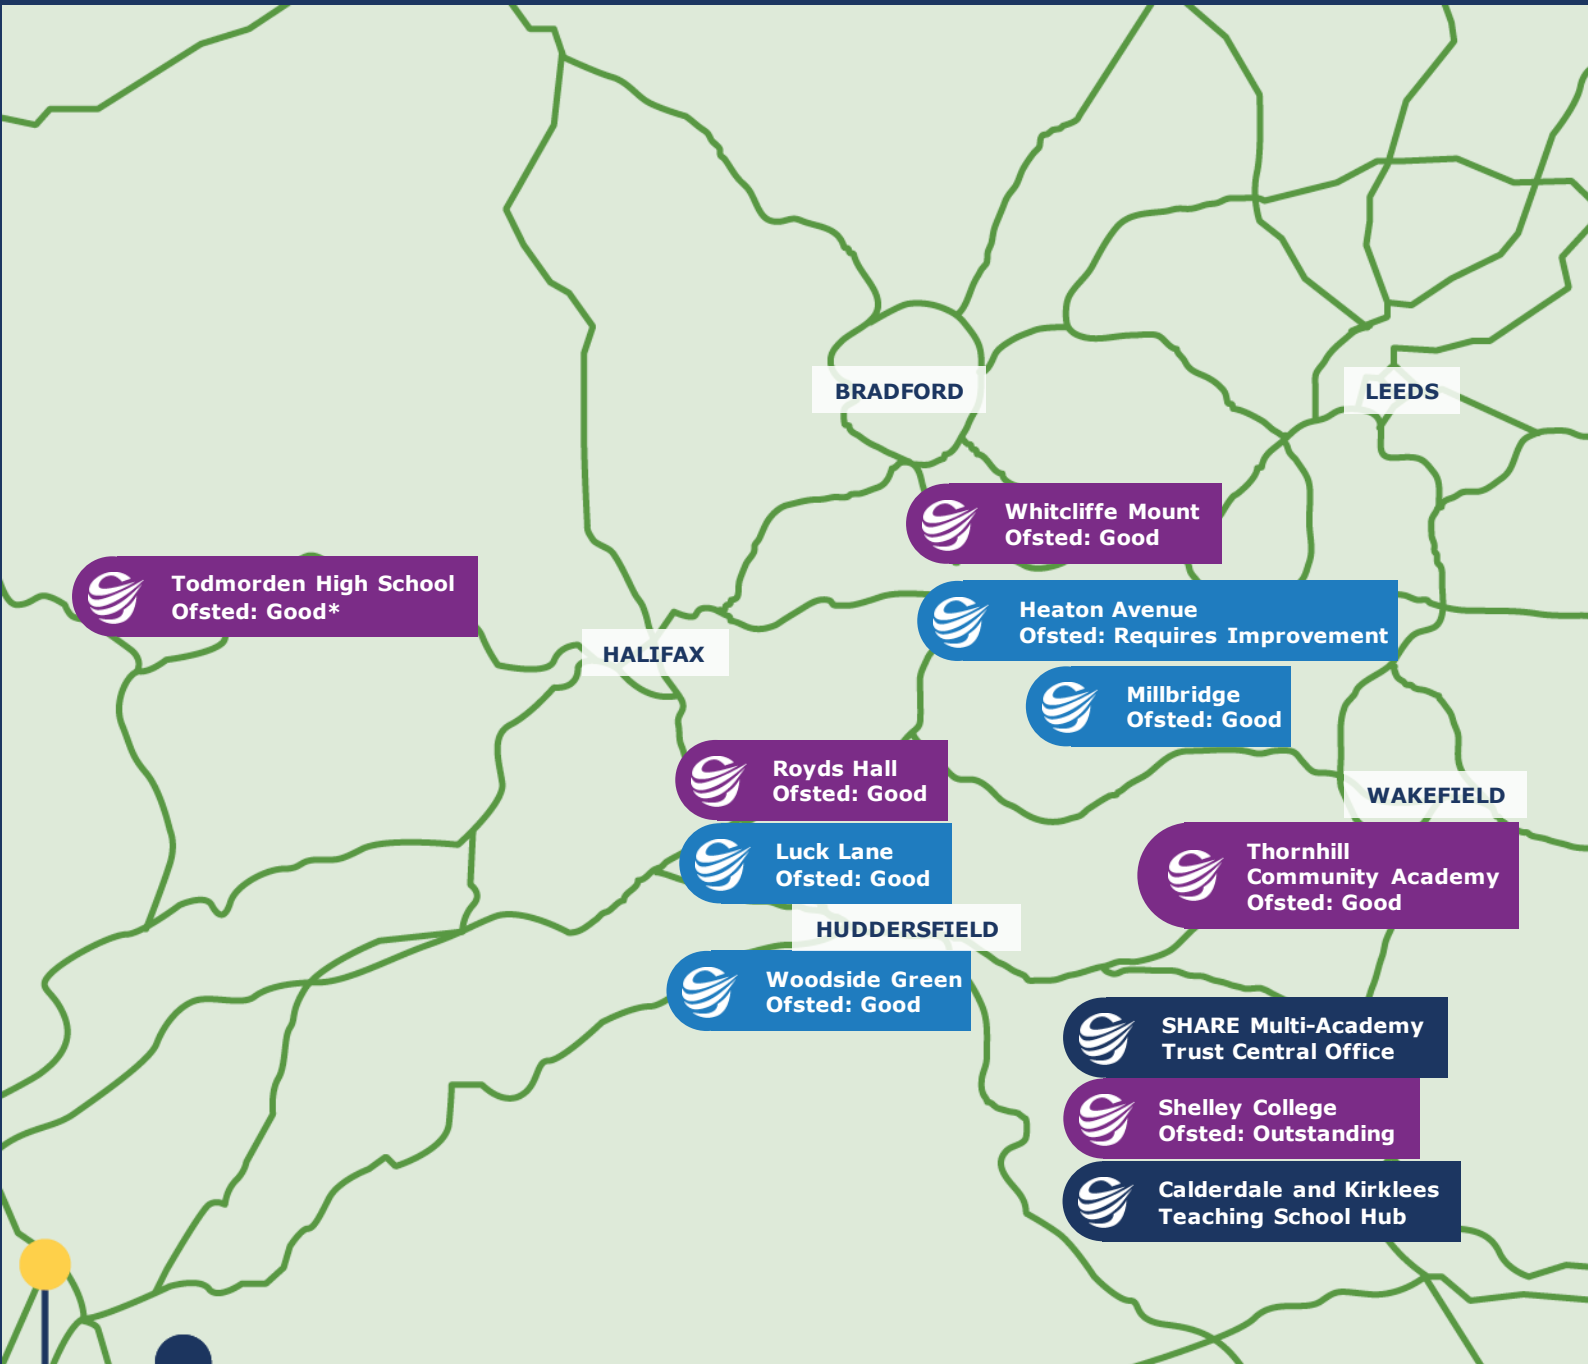 BRADFORD
LEEDS
Whitcliffe Mount
Ofsted: Good
Todmorden High School
Ofsted: Good*
Heaton Avenue
Ofsted: Requires Improvement
HALIFAX
Millbridge
Ofsted: Good
Royds Hall
Ofsted: Good
WAKEFIELD
Luck Lane
Ofsted: Good
Thornhill
Community Academy
Ofsted: Good
HUDDERSFIELD
Woodside Green
Ofsted: Good
SHARE Multi-Academy
Trust Central Office
Shelley College
Ofsted: Outstanding
Calderdale and Kirklees
Teaching School Hub